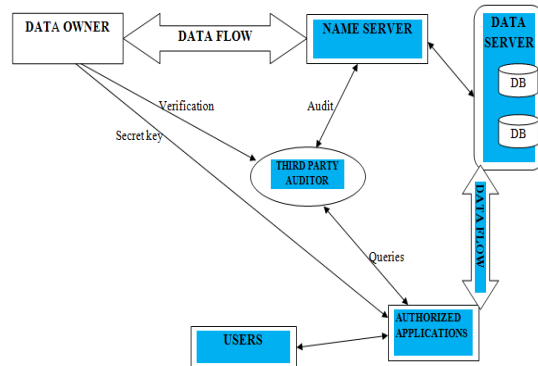 DATA OWNER
DATA FLOW
NAME SERVER
DATA
SERVER
DB
DB
Verification
Audit
Secret key
THIRD PARTY
AUDITOR
DATA FLOW
Queries
AUTHORIZED
APPLICATIONS
USERS